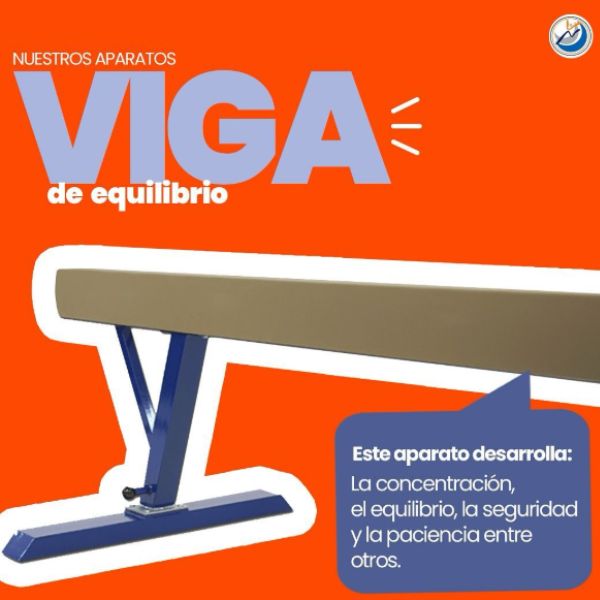 NUESTROS APARATOS
VIGA
de equilibrio
Este aparato desarrolla:
La concentración,
el equilibrio, la seguridad
y la paciencia entre
otros.